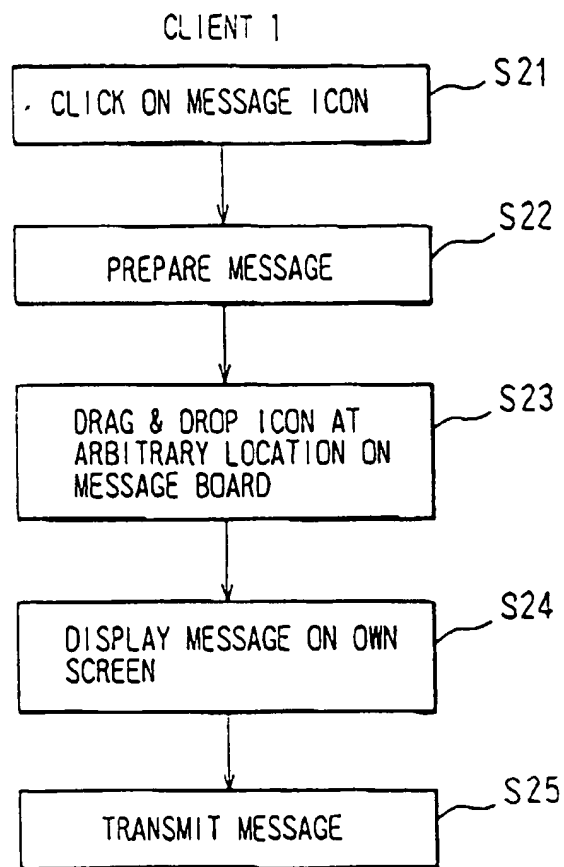 CLIENT 1
S21
CLICK ON MESSAGE ICON
S22
PREPARE MESSAGE
S23
DRAG & DROP ICON AT
ARBITRARY LOCATION ON
MESSAGE BOARD
S24
DISPLAY MESSAGE ON OWN
SCREEN
S25
TRANSMIT MESSAGE